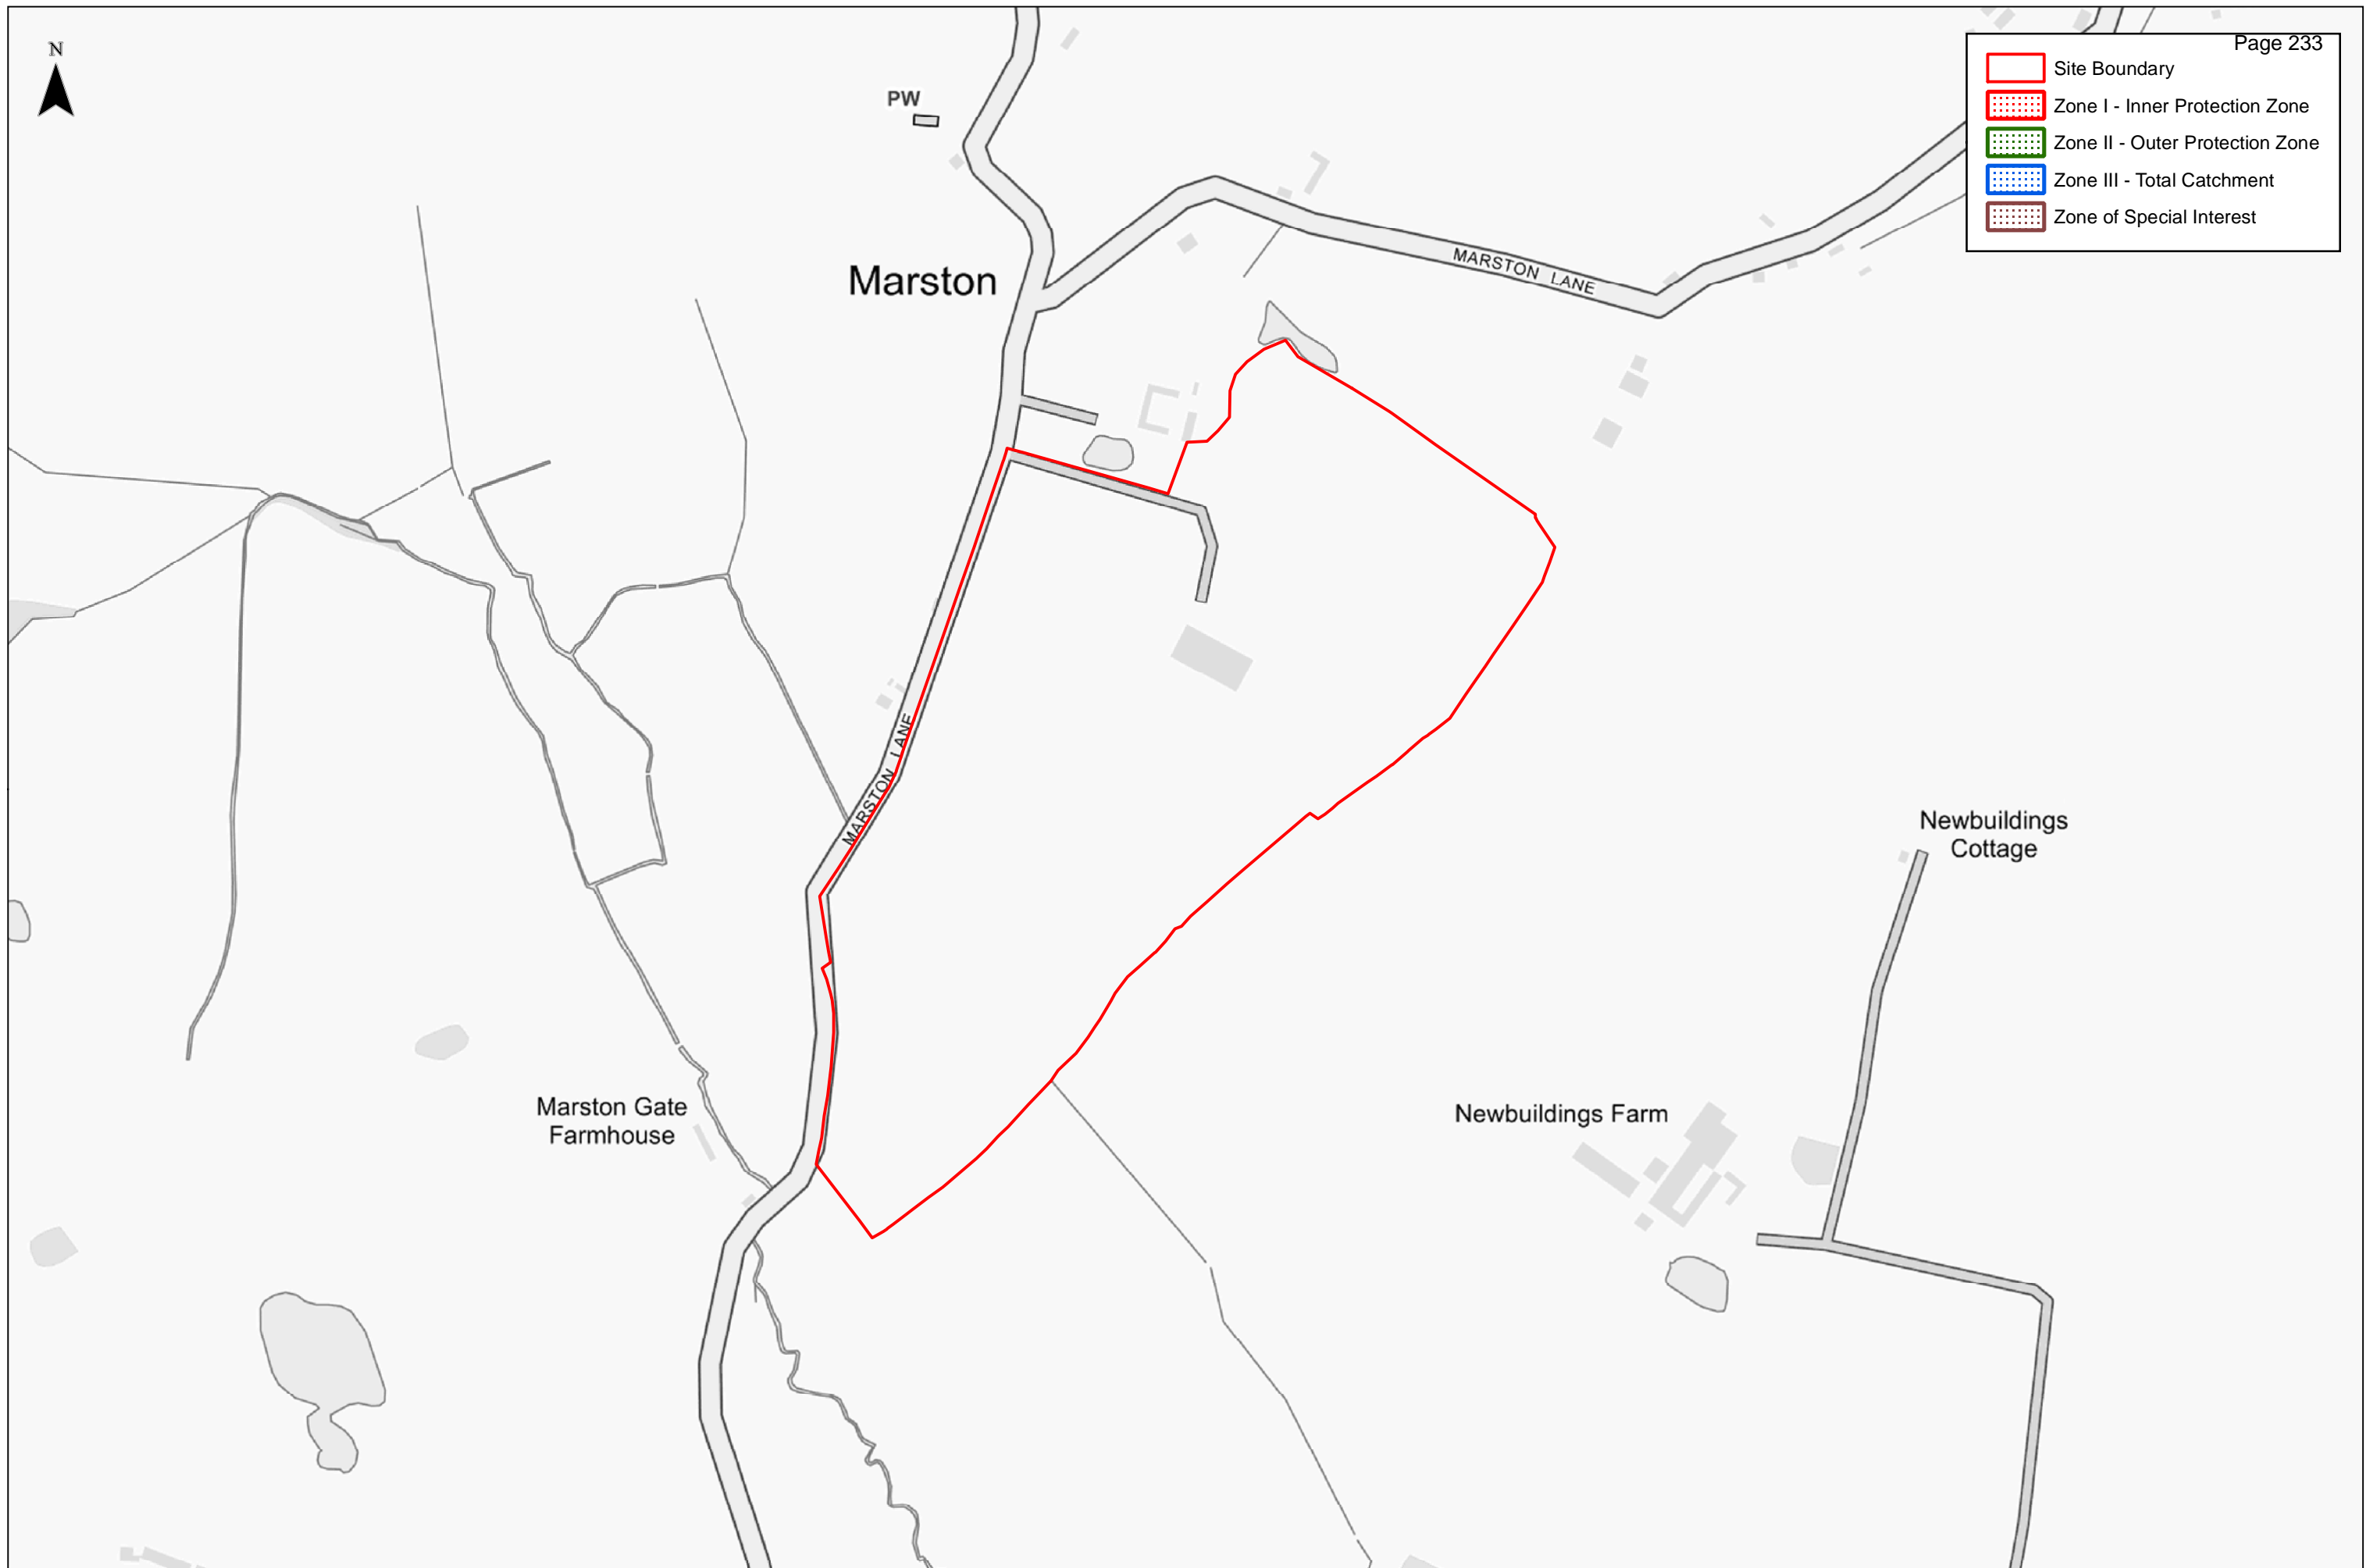 N
Page 233
Site Boundary
Zone I - Inner Protection Zone
Zone II - Outer Protection Zone
Zone III - Total Catchment
Zone of Special Interest
PW
Marston
MARSTON LANE
MARSTON LANE
Newbuildings
Cottage
Marston Gate
Farmhouse
Newbuildings Farm